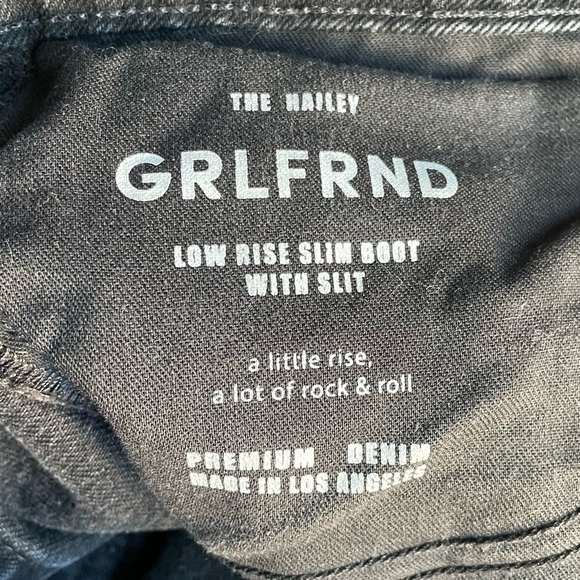 THE HAILEY
GRLFRND
LOW RISE SLIM BOOT
WITH SLIT
a little rise,
a lot of rock & roll
PREMIUM DENIM
MADE IN LOS ANGELES